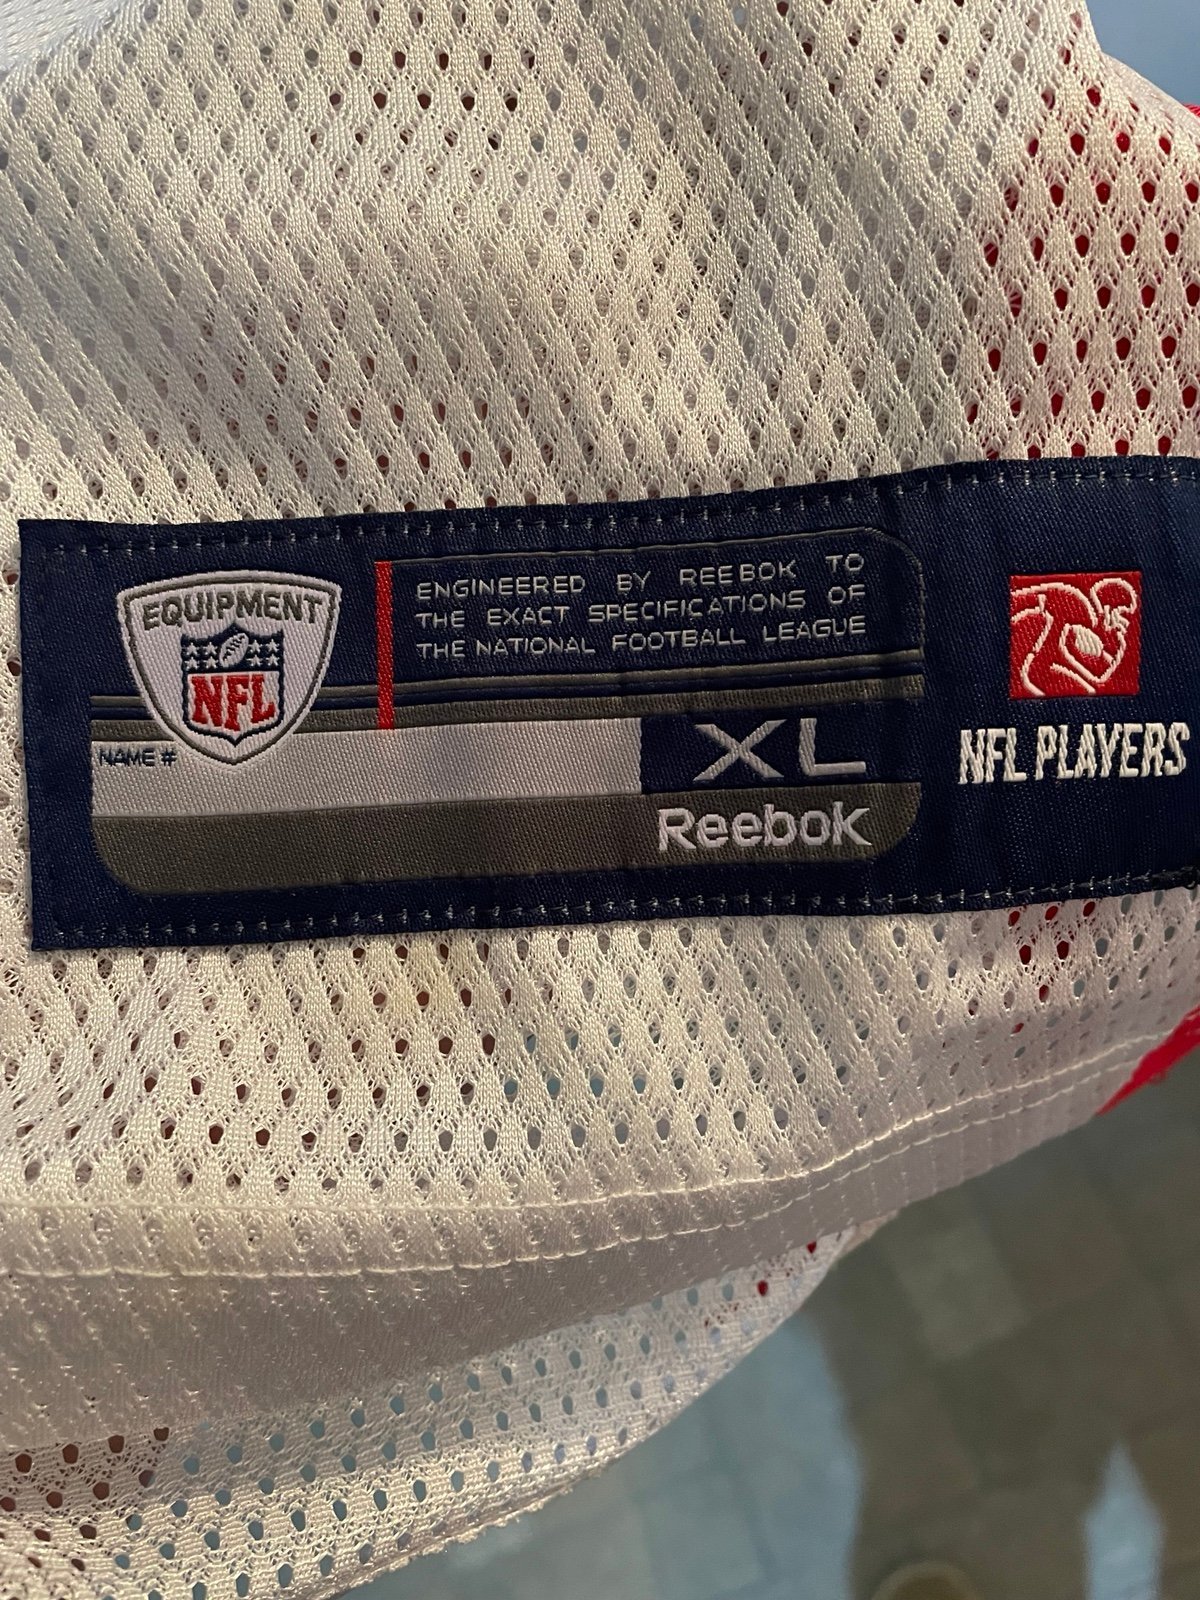 EQUIPMENT
NFL
ENGINEERED BY REEBOK TO
THE EXACT SPECIFICATIONS OF
THE NATIONAL FOOTBALL LEAGUE
NAME #
XL
Reebok
NFL PLAYERS